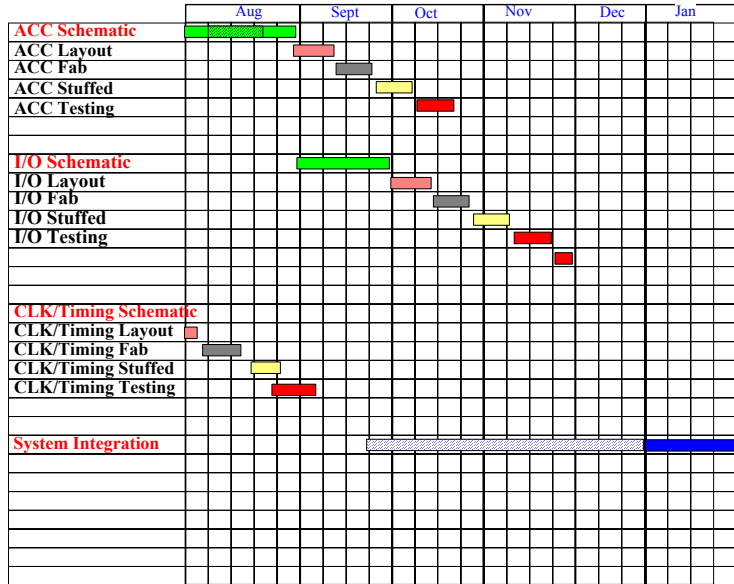 Aug Sept Oct Nov Dec Jan
ACC Schematic
ACC Layout
ACC Fab
ACC Stuffed
ACC Testing
I/O Schematic
I/O Layout
I/O Fab
I/O Stuffed
I/O Testing
CLK/Timing Schematic
CLK/Timing Layout
CLK/Timing Fab
CLK/Timing Stuffed
CLK/Timing Testing
System Integration